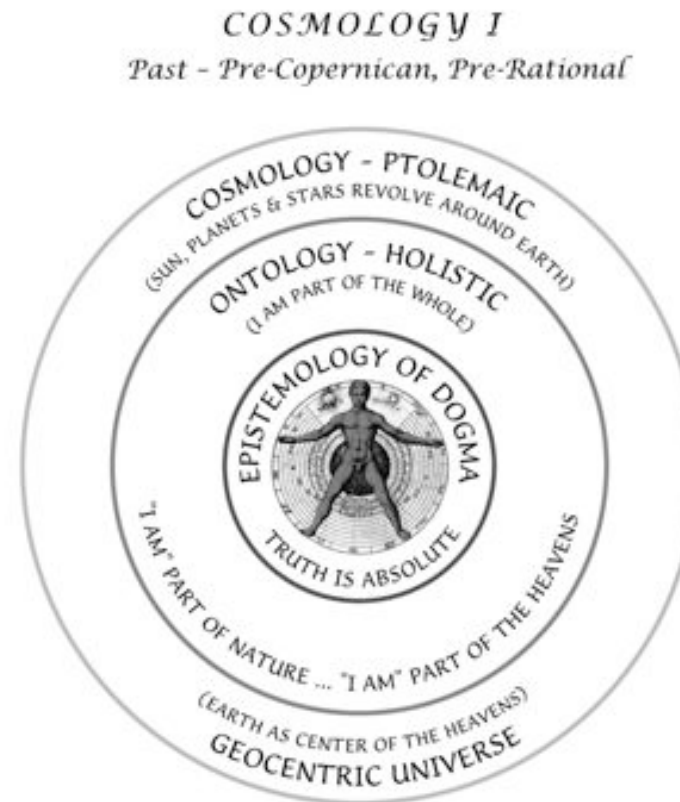 COSMOLOGY I
Past – Pre-Copernican, Pre-Rational
COSMOLOGY – PTOLEMAIC
(SUN, PLANETS & STARS REVOLVE AROUND EARTH)
ONTOLOGY – HOLISTIC
(I AM PART OF THE WHOLE)
EPISTEMOLOGY OF DOGMA
TRUTH IS ABSOLUTE
"I AM" PART OF NATURE ... "I AM" PART OF THE HEAVENS
(EARTH AS CENTER OF THE HEAVENS)
GEOCENTRIC UNIVERSE